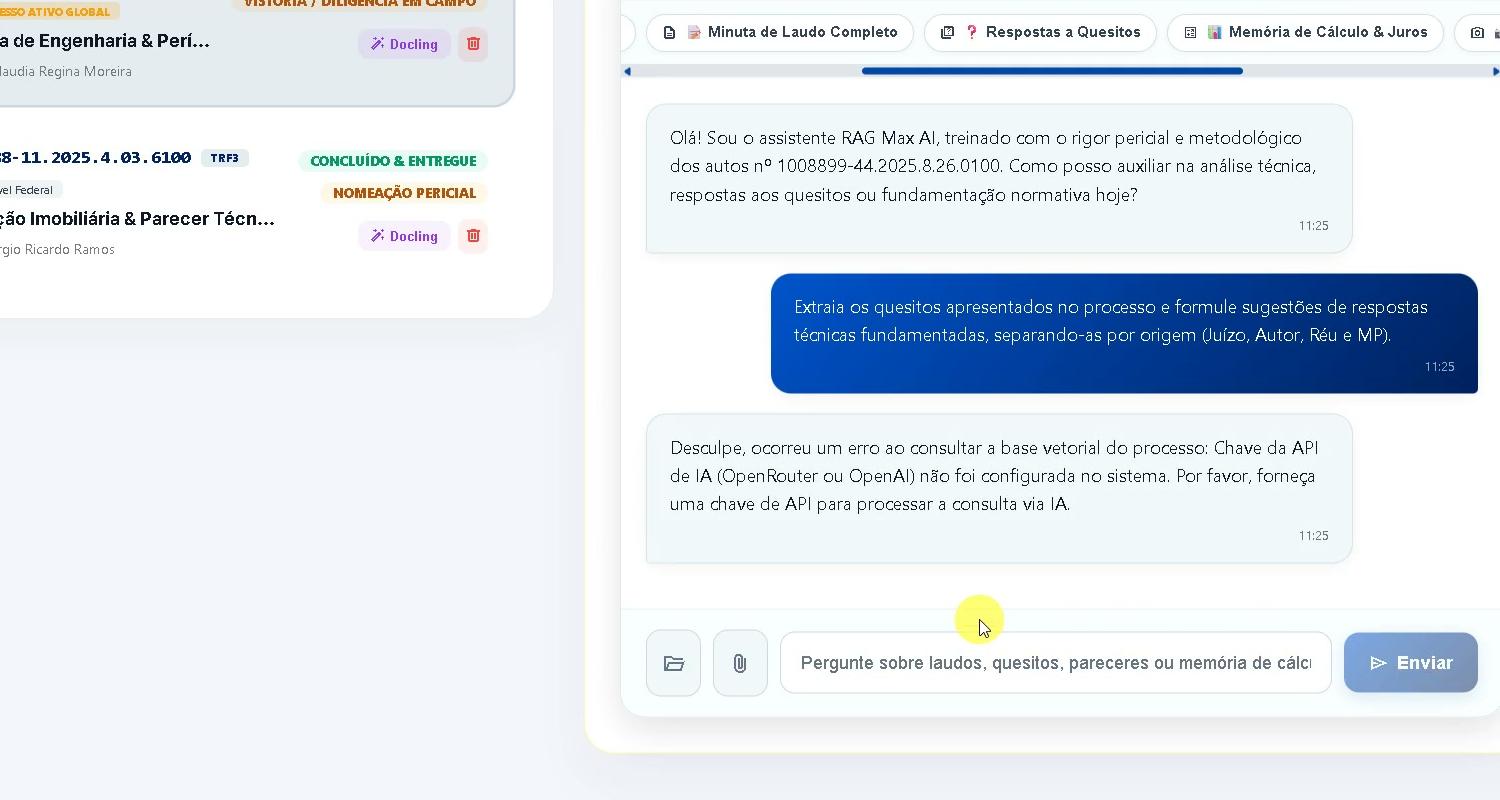 VISTORIA / DILIGÊNCIA EM CAMPO
ESSO ATIVO GLOBAL
a de Engenharia & Perí...
Docling
laudia Regina Moreira
8-11.2025.4.03.6100
TRF3
CONCLUÍDO & ENTREGUE
vel Federal
NOMEAÇÃO PERICIAL
ção Imobiliária & Parecer Técn...
Docling
rgio Ricardo Ramos
Minuta de Laudo Completo
Respostas a Quesitos
Memória de Cálculo & Juros
Olá! Sou o assistente RAG Max AI, treinado com o rigor pericial e metodológico
dos autos nº 1008899-44.2025.8.26.0100. Como posso auxiliar na análise técnica,
respostas aos quesitos ou fundamentação normativa hoje?
11:25
Extraia os quesitos apresentados no processo e formule sugestões de respostas
técnicas fundamentadas, separando-as por origem (Juízo, Autor, Réu e MP).
11:25
Desculpe, ocorreu um erro ao consultar a base vetorial do processo: Chave da API
de IA (OpenRouter ou OpenAI) não foi configurada no sistema. Por favor, forneça
uma chave de API para processar a consulta via IA.
11:25
Pergunte sobre laudos, quesitos, pareceres ou memória de cálcu
Enviar